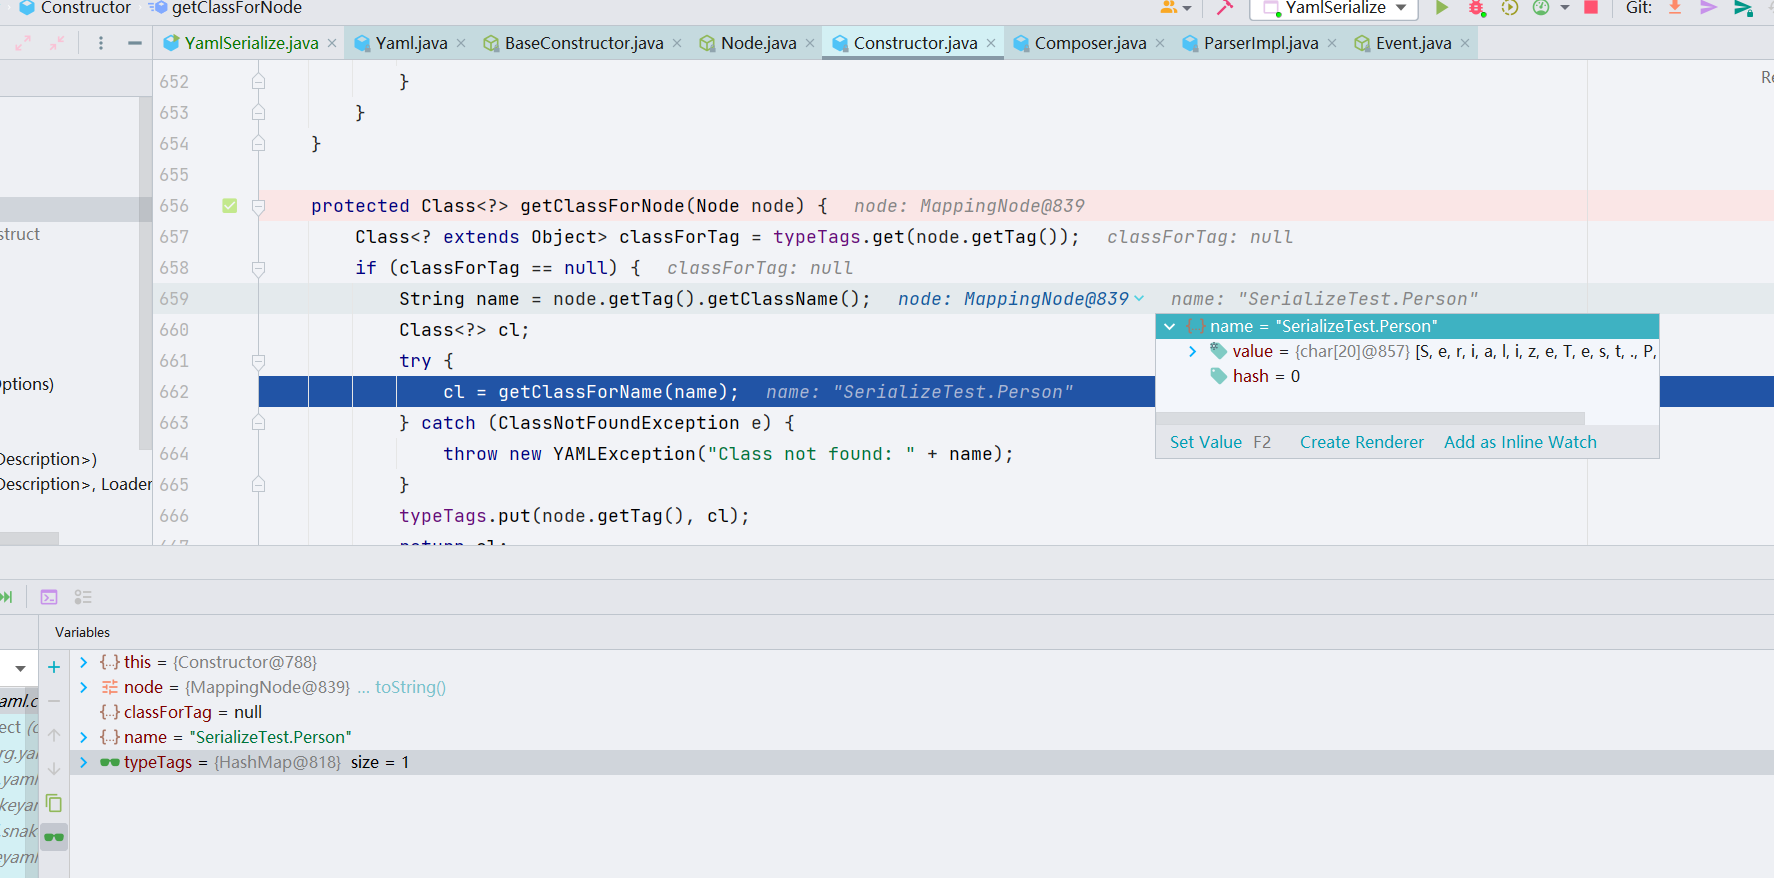 Constructor getClassForNode YamlSerialize Git:
YamlSerialize.java Yaml.java BaseConstructor.java Node.java Constructor.java Composer.java ParserImpl.java Event.java
652 }
653 }
654 }
655
656 protected Class<?> getClassForNode(Node node) { node: MappingNode@839
657 Class<? extends Object> classForTag = typeTags.get(node.getTag()); classForTag: null
658 if (classForTag == null) { classForTag: null
659 String name = node.getTag().getClassName(); node: MappingNode@839 name: "SerializeTest.Person"
660 Class<?> cl;
661 try {
662 cl = getClassForName(name); name: "SerializeTest.Person"
663 } catch (ClassNotFoundException e) {
664 throw new YAMLException("Class not found: " + name);
665 }
666 typeTags.put(node.getTag(), cl);
667 return cl;
Re
struct
Options)
Description>)
Description>, Loader
{...} name = "SerializeTest.Person"
value = {char[20]@857} [S, e, r, i, a, l, i, z, e, T, e, s, t, ., P,
hash = 0
Set Value F2 Create Renderer Add as Inline Watch
Variables
{...} this = {Constructor@788}
node = {MappingNode@839} ... toString()
{...} classForTag = null
{...} name = "SerializeTest.Person"
typeTags = {HashMap@818} size = 1
aml.c
ect (c
rg.yar
.yaml
keyar
.snak
eyaml